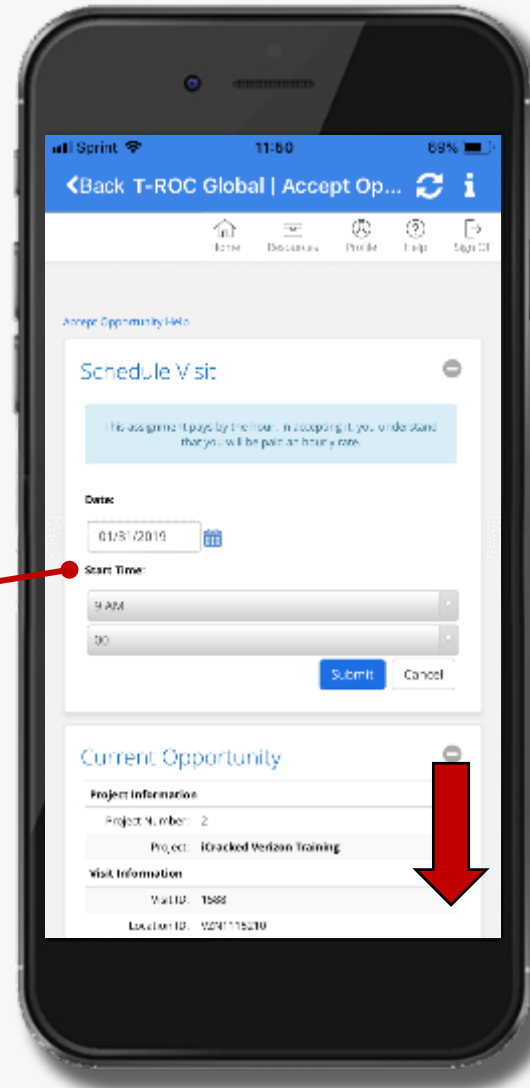 Sprint 11:50 69%
Back T-ROC Global | Accept Op... i
Home Resources Profile Help Sign Off
Accept Opportunity Help
Schedule Visit
This assignment pays by the hour. In accepting it, you understand
that you will be paid an hourly rate.
Date:
01/31/2019
Start Time:
9 AM
00
Submit Cancel
Current Opportunity
Project Information
Project Number: 2
Project: iCracked Verizon Training
Visit Information
Visit ID: 1588
Location ID: